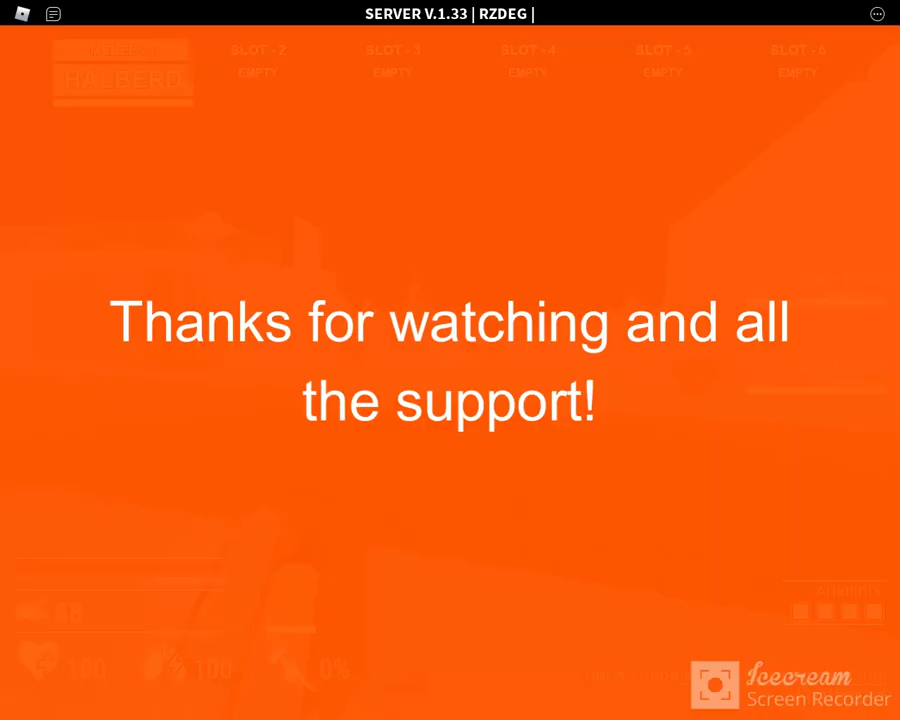 SERVER V.1.33 | RZDEG |
SLOT - 2 SLOT - 3 SLOT - 4 SLOT - 5 SLOT - 6
HALBERD EMPTY EMPTY EMPTY EMPTY EMPTY
Thanks for watching and all
the support!
68
100 100 0%
Icecream
Screen Recorder